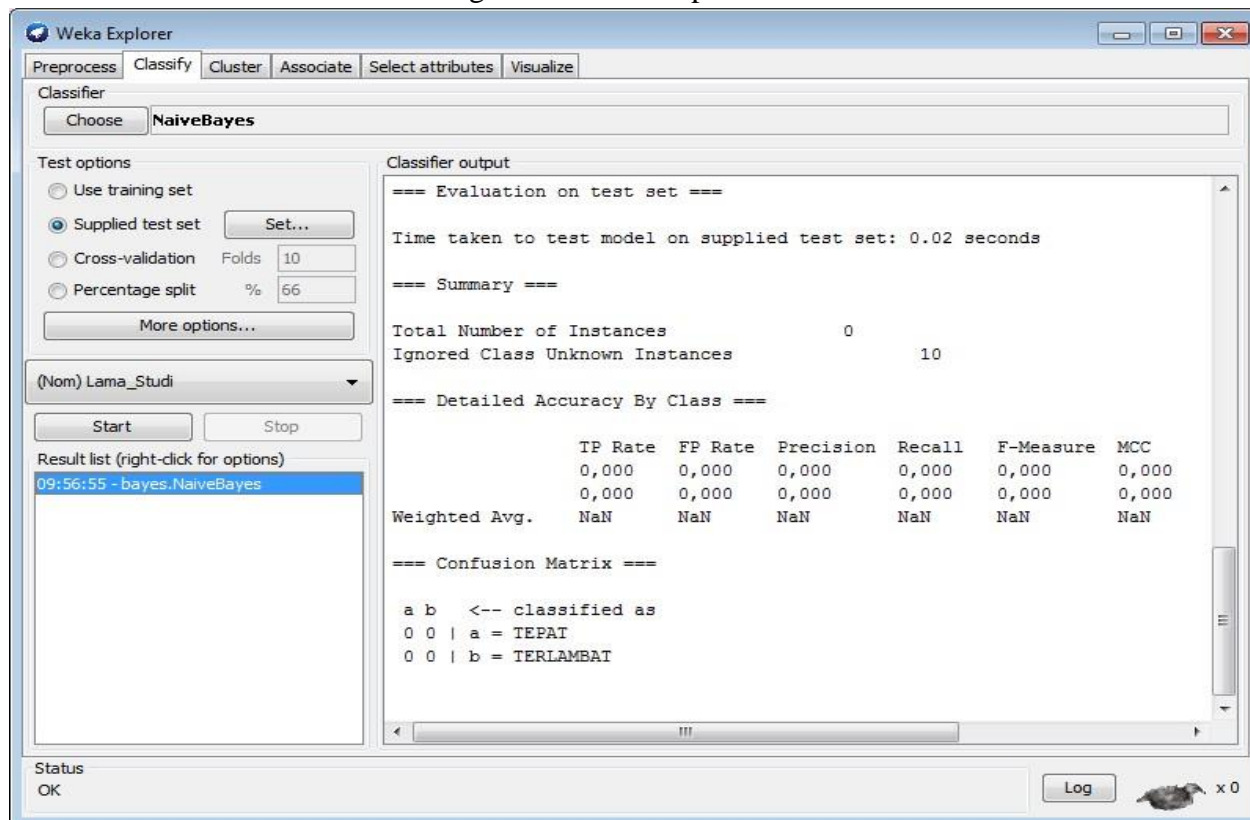 Weka Explorer
Preprocess Classify Cluster Associate Select attributes Visualize
Classifier
Choose NaiveBayes
Test options
Use training set
Supplied test set Set...
Cross-validation Folds 10
Percentage split % 66
More options...
(Nom) Lama_Studi
Start Stop
Result list (right-click for options)
09:56:55 - bayes.NaiveBayes
Classifier output
=== Evaluation on test set ===
Time taken to test model on supplied test set: 0.02 seconds
=== Summary ===
Total Number of Instances 0
Ignored Class Unknown Instances 10
=== Detailed Accuracy By Class ===
TP Rate FP Rate Precision Recall F-Measure MCC
0,000 0,000 0,000 0,000 0,000 0,000
0,000 0,000 0,000 0,000 0,000 0,000
Weighted Avg. NaN NaN NaN NaN NaN NaN
=== Confusion Matrix ===
a b <-- classified as
0 0 | a = TEPAT
0 0 | b = TERLAMBAT
Status
OK
Log x 0